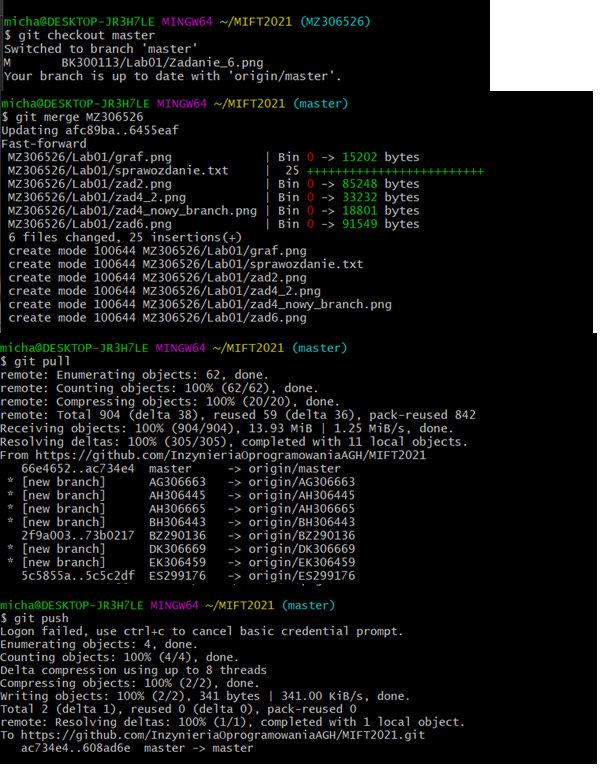 micha@DESKTOP-JR3H7LE MINGW64 ~/MIFT2021 (MZ306526)
$ git checkout master
Switched to branch 'master'
M       BK300113/Lab01/Zadanie_6.png
Your branch is up to date with 'origin/master'.
micha@DESKTOP-JR3H7LE MINGW64 ~/MIFT2021 (master)
$ git merge MZ306526
Updating afc89ba..6455eaf
Fast-forward
 MZ306526/Lab01/graf.png             | Bin 0 -> 15202 bytes
 MZ306526/Lab01/sprawozdanie.txt     |  25 +++++++++++++++++++++++++
 MZ306526/Lab01/zad2.png             | Bin 0 -> 85248 bytes
 MZ306526/Lab01/zad4_2.png           | Bin 0 -> 33232 bytes
 MZ306526/Lab01/zad4_nowy_branch.png | Bin 0 -> 18801 bytes
 MZ306526/Lab01/zad6.png             | Bin 0 -> 91549 bytes
 6 files changed, 25 insertions(+)
 create mode 100644 MZ306526/Lab01/graf.png
 create mode 100644 MZ306526/Lab01/sprawozdanie.txt
 create mode 100644 MZ306526/Lab01/zad2.png
 create mode 100644 MZ306526/Lab01/zad4_2.png
 create mode 100644 MZ306526/Lab01/zad4_nowy_branch.png
 create mode 100644 MZ306526/Lab01/zad6.png
micha@DESKTOP-JR3H7LE MINGW64 ~/MIFT2021 (master)
$ git pull
remote: Enumerating objects: 62, done.
remote: Counting objects: 100% (62/62), done.
remote: Compressing objects: 100% (20/20), done.
remote: Total 904 (delta 38), reused 59 (delta 36), pack-reused 842
Receiving objects: 100% (904/904), 13.93 MiB | 1.25 MiB/s, done.
Resolving deltas: 100% (305/305), completed with 11 local objects.
From https://github.com/InzynieriaOprogramowaniaAGH/MIFT2021
   66e4652..ac734e4  master     -> origin/master
 * [new branch]      AG306663   -> origin/AG306663
 * [new branch]      AH306445   -> origin/AH306445
 * [new branch]      AH306665   -> origin/AH306665
 * [new branch]      BH306443   -> origin/BH306443
   2f9a003..73b0217  BZ290136   -> origin/BZ290136
 * [new branch]      DK306669   -> origin/DK306669
 * [new branch]      EK306459   -> origin/EK306459
   5c5855a..5c5c2df  ES299176   -> origin/ES299176
micha@DESKTOP-JR3H7LE MINGW64 ~/MIFT2021 (master)
$ git push
Logon failed, use ctrl+c to cancel basic credential prompt.
Enumerating objects: 4, done.
Counting objects: 100% (4/4), done.
Delta compression using up to 8 threads
Compressing objects: 100% (2/2), done.
Writing objects: 100% (2/2), 341 bytes | 341.00 KiB/s, done.
Total 2 (delta 1), reused 0 (delta 0), pack-reused 0
remote: Resolving deltas: 100% (1/1), completed with 1 local object.
To https://github.com/InzynieriaOprogramowaniaAGH/MIFT2021.git
   ac734e4..608ad6e  master -> master